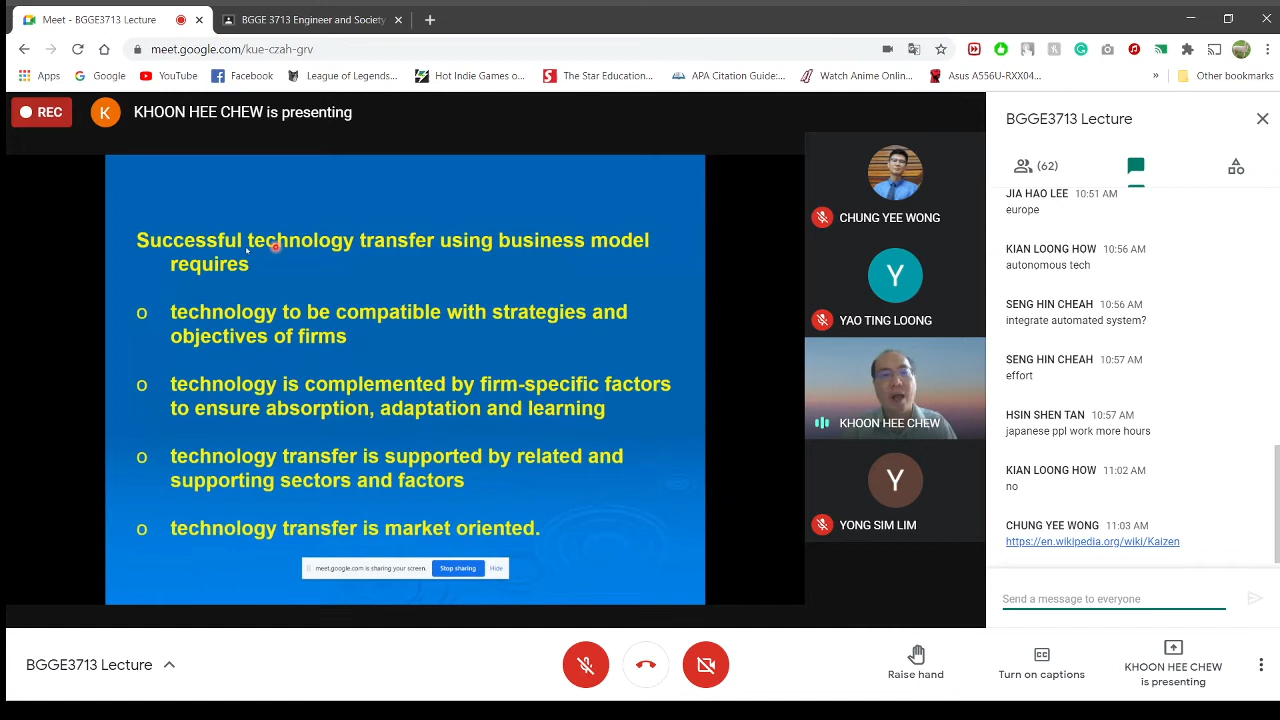 Meet - BGGE3713 Lecture
BGGE 3713 Engineer and Society
meet.google.com/kue-czah-grv
Apps
Google
YouTube
Facebook
League of Legends...
Hot Indie Games o...
The Star Education...
APA Citation Guide:...
Watch Anime Onlin...
Asus A556U-RXX04...
»
Other bookmarks
REC
K
KHOON HEE CHEW is presenting
Successful technology transfer using business model
requires
o technology to be compatible with strategies and
objectives of firms
o technology is complemented by firm-specific factors
to ensure absorption, adaptation and learning
o technology transfer is supported by related and
supporting sectors and factors
o technology transfer is market oriented.
meet.google.com is sharing your screen.
Stop sharing
Hide
CHUNG YEE WONG
Y
YAO TING LOONG
KHOON HEE CHEW
Y
YONG SIM LIM
BGGE3713 Lecture
(62)
JIA HAO LEE 10:51 AM
europe
KIAN LOONG HOW 10:56 AM
autonomous tech
SENG HIN CHEAH 10:56 AM
integrate automated system?
SENG HIN CHEAH 10:57 AM
effort
HSIN SHEN TAN 10:57 AM
japanese ppl work more hours
KIAN LOONG HOW 11:02 AM
no
CHUNG YEE WONG 11:03 AM
https://en.wikipedia.org/wiki/Kaizen
Send a message to everyone
BGGE3713 Lecture
Raise hand
CC
Turn on captions
KHOON HEE CHEW
is presenting